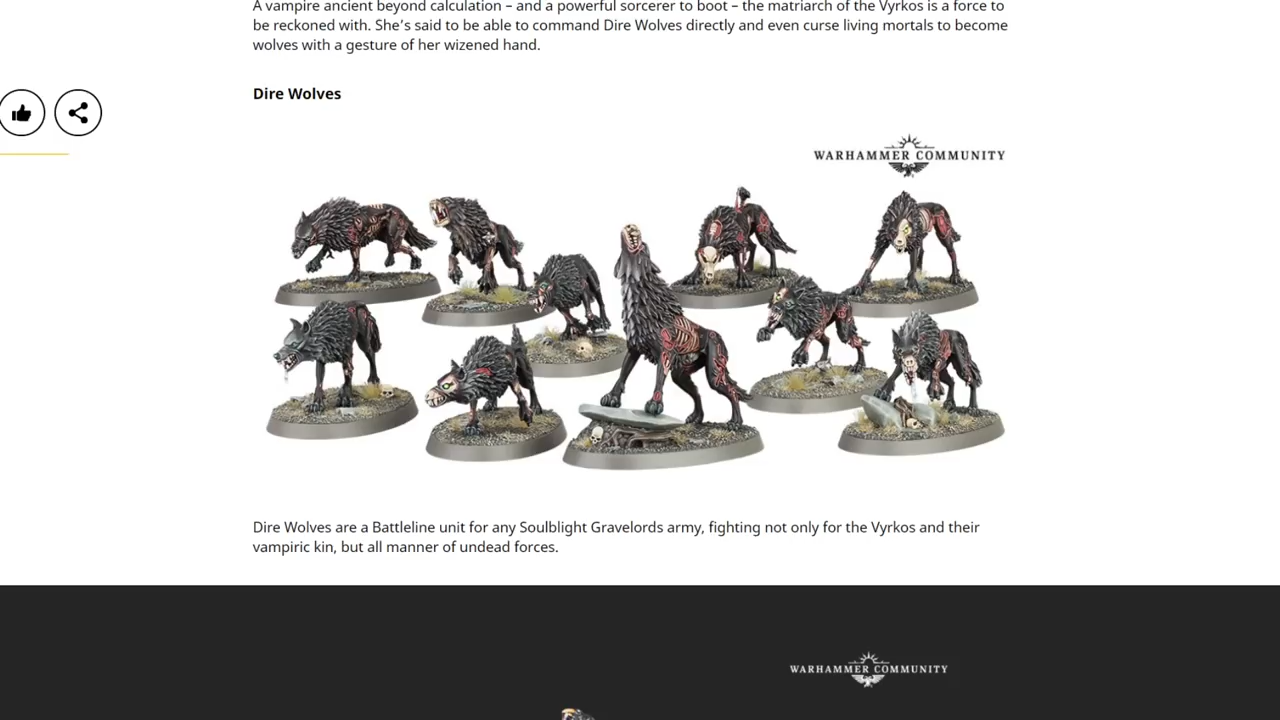 A vampire ancient beyond calculation – and a powerful sorcerer to boot – the matriarch of the Vyrkos is a force to
be reckoned with. She's said to be able to command Dire Wolves directly and even curse living mortals to become
wolves with a gesture of her wizened hand.
Dire Wolves
WARHAMMER COMMUNITY
Dire Wolves are a Battleline unit for any Soulblight Gravelords army, fighting not only for the Vyrkos and their
vampiric kin, but all manner of undead forces.
WARHAMMER COMMUNITY